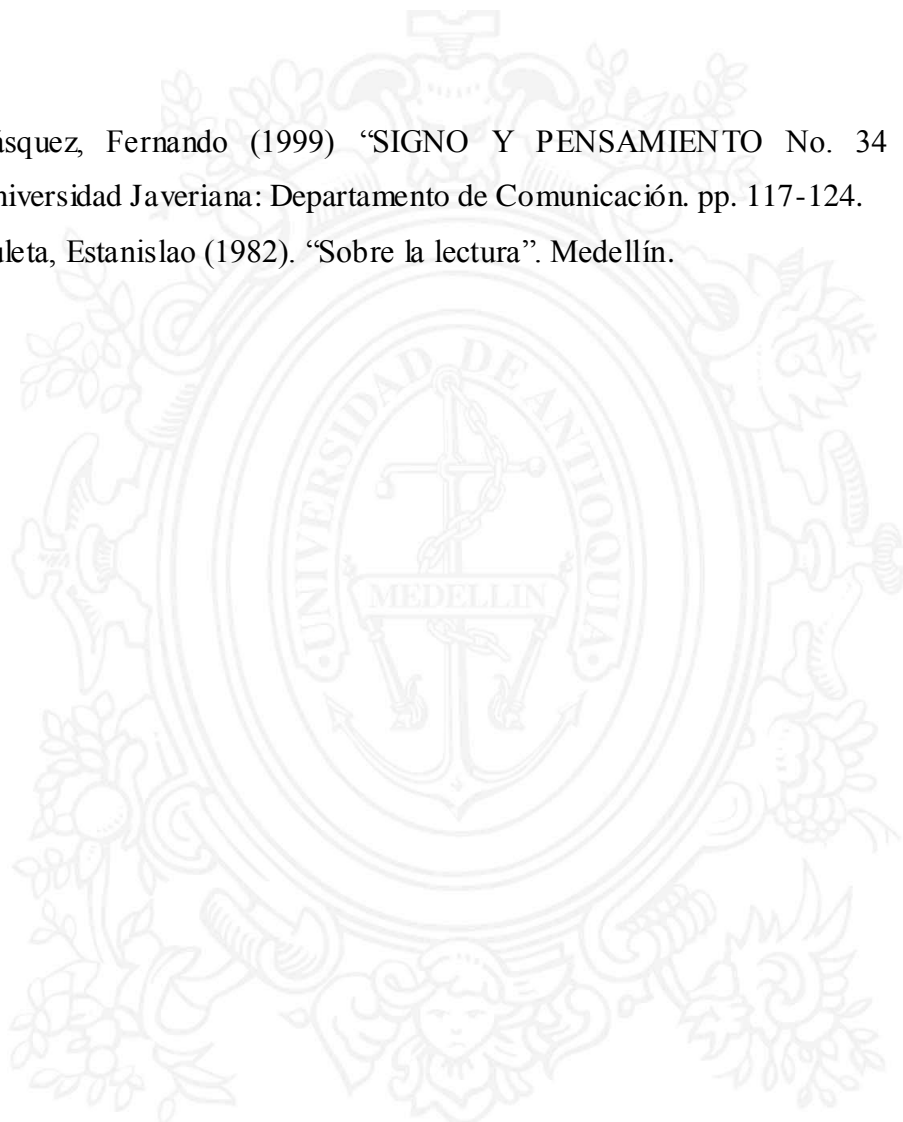 ásquez, Fernando (1999) “SIGNO Y PENSAMIENTO No. 34
niversidad Javeriana: Departamento de Comunicación. pp. 117-124.
uleta, Estanislao (1982). “Sobre la lectura”. Medellín.
UNIVERSIDAD DE ANTIOQUIA
MEDELLIN